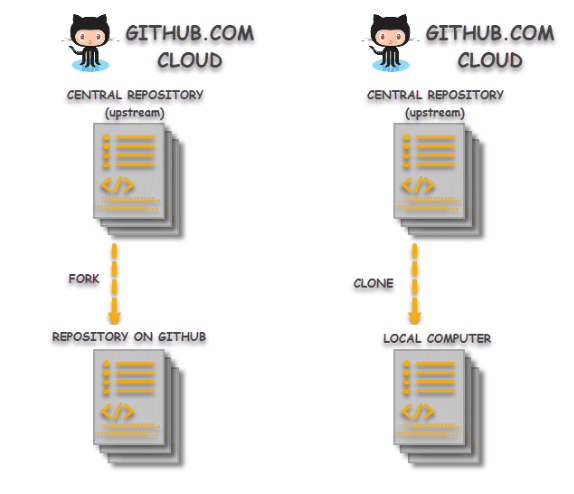 GITHUB.COM
CLOUD
CENTRAL REPOSITORY
(upstream)
</>
FORK
REPOSITORY ON GITHUB
</>
GITHUB.COM
CLOUD
CENTRAL REPOSITORY
(upstream)
</>
CLONE
LOCAL COMPUTER
</>